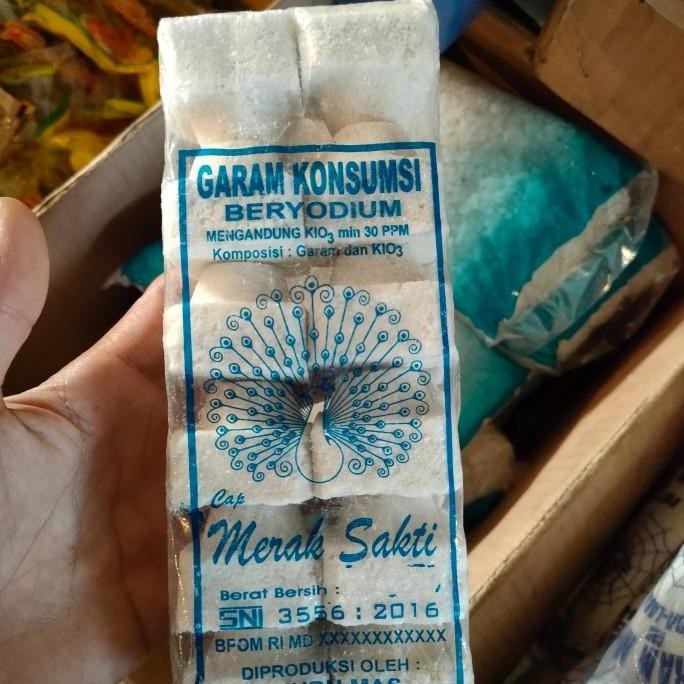 GARAM KONSUMSI
BERYODIUM
MENGANDUNG KIO3 min 30 PPM
Komposisi : Garam dan KIO3
Cap
Merak Sakti
Berat Bersih :
SNI 3556 : 2016
BPOM RI MD XXXXXXXXXXXX
DIPRODUKSI OLEH :
MAS